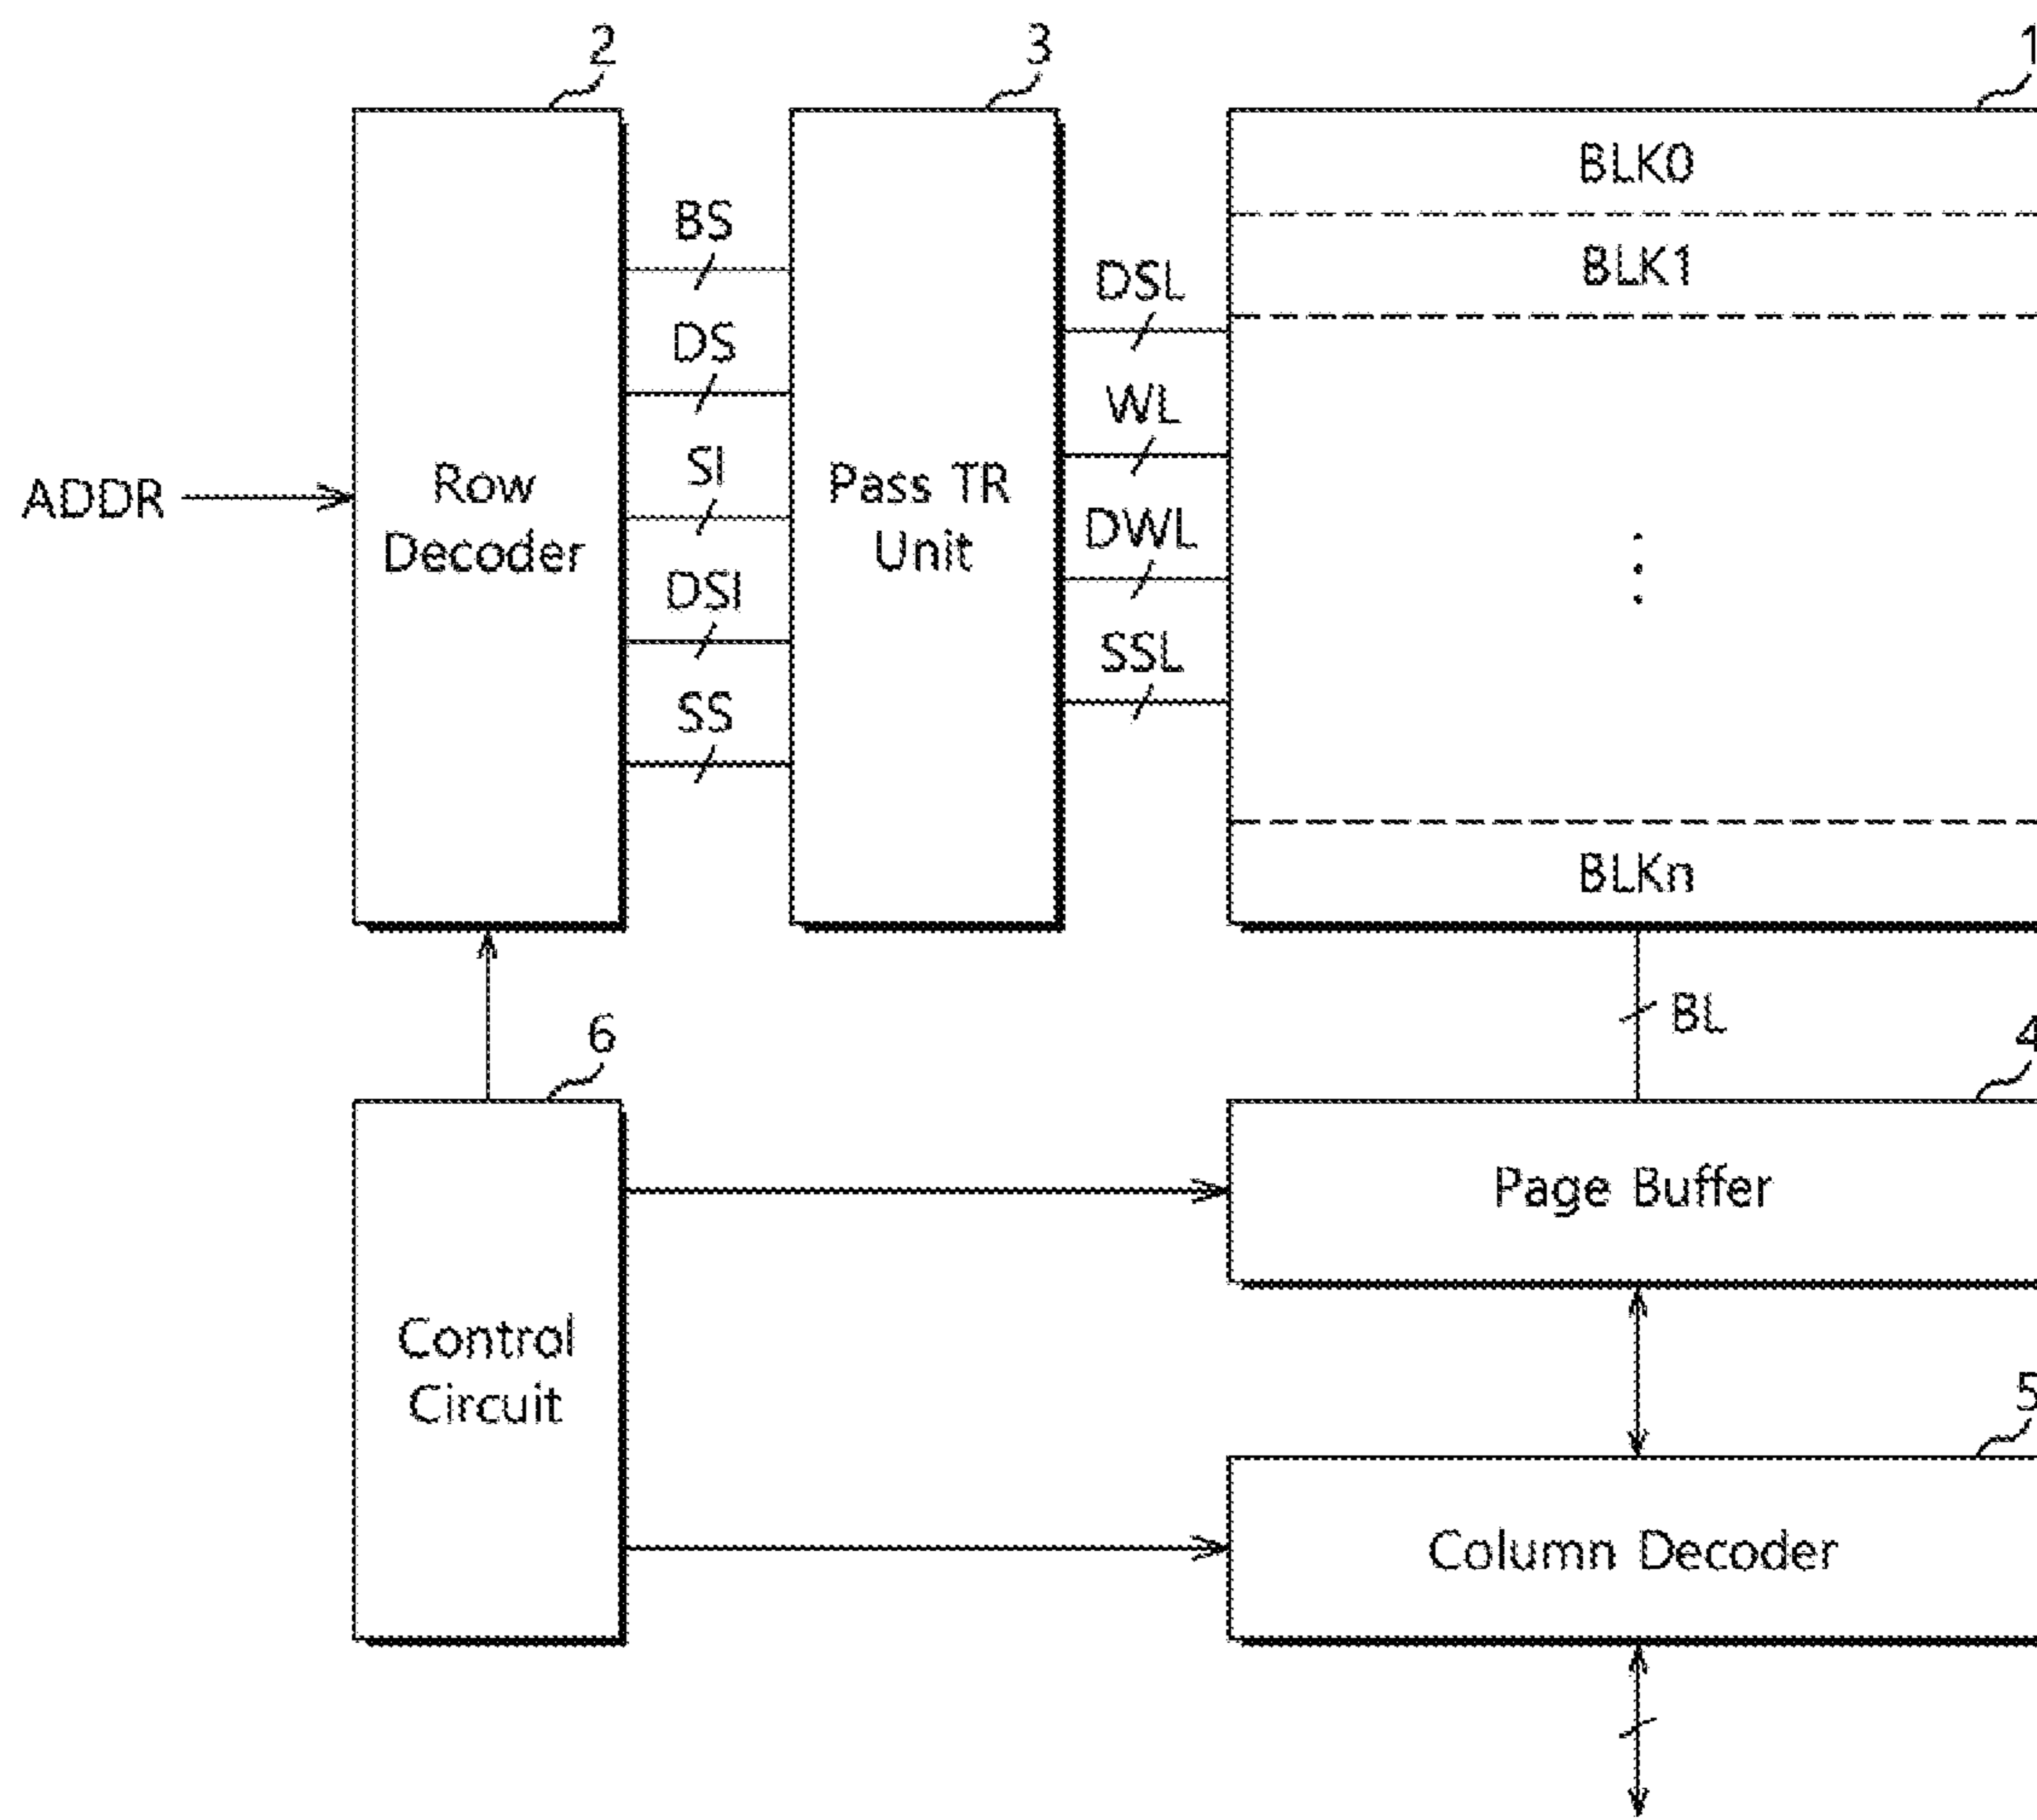 2
3
1
BLK0
BS
DSL
BLK1
DS
WL
ADDR
Row
Decoder
SI
Pass TR
Unit
DWL
DSI
SSL
SS
BLKn
BL
6
4
Page Buffer
Control
Circuit
5
Column Decoder